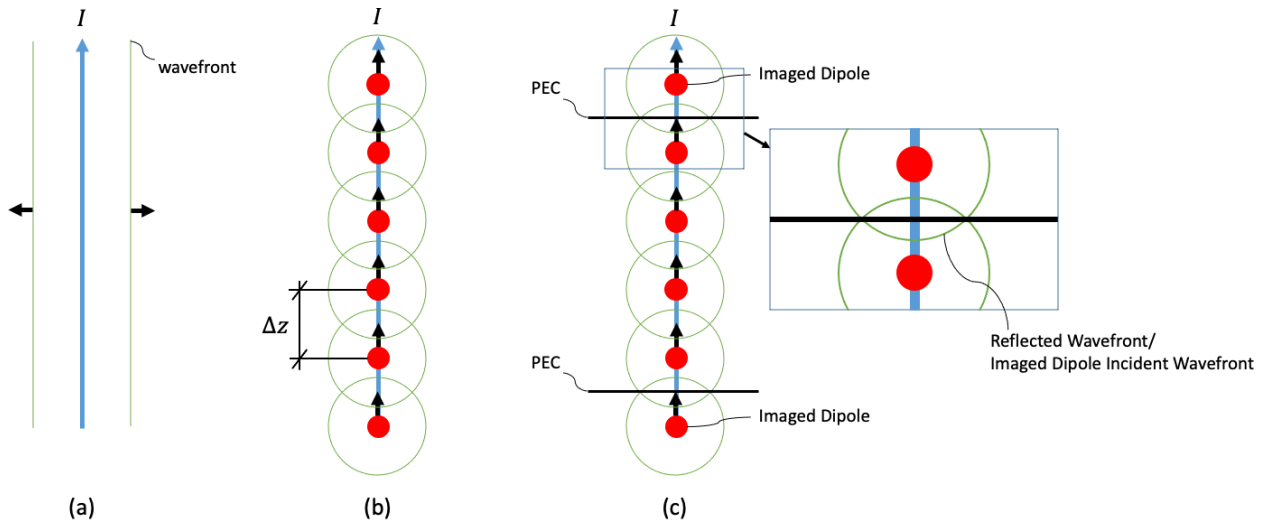 I
wavefront
(a)
I
Δz
(b)
I
Imaged Dipole
PEC
PEC
Imaged Dipole
(c)
Reflected Wavefront/
Imaged Dipole Incident Wavefront